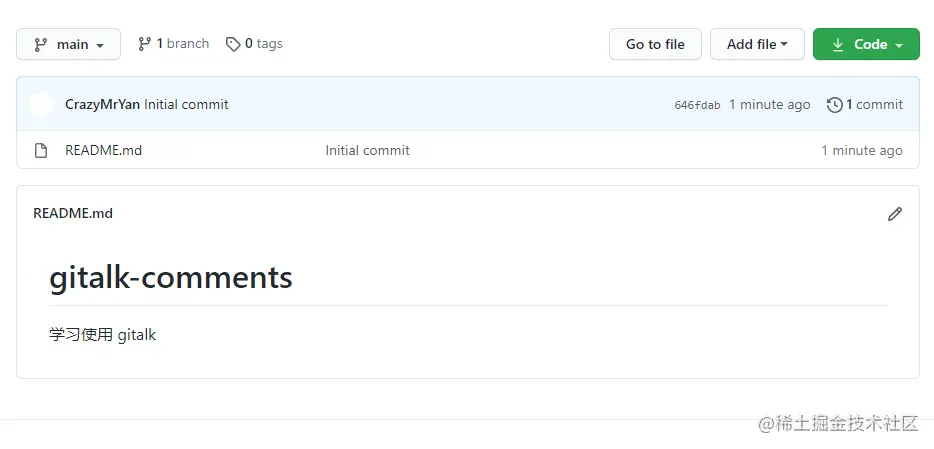 main 1 branch 0 tags Go to file Add file Code
CrazyMrYan Initial commit 646fdab 1 minute ago 1 commit
README.md Initial commit 1 minute ago
README.md
gitalk-comments
学习使用 gitalk
@稀土掘金技术社区